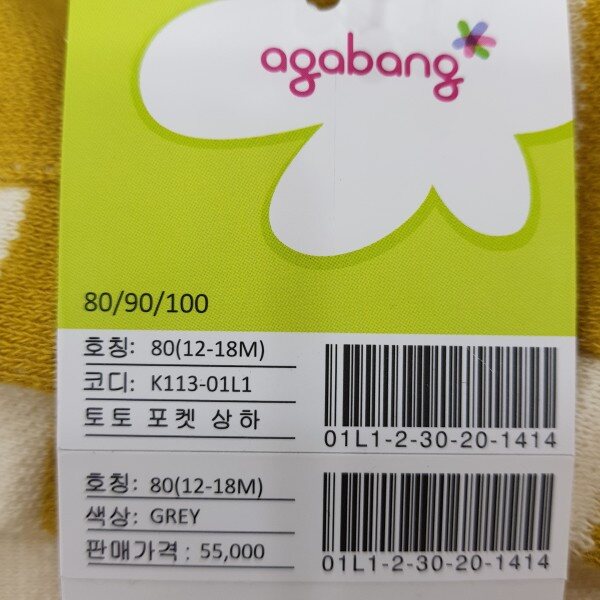 agabang
80/90/100
호칭: 80(12-18M)
코디: K113-01L1
토토 포켓 상하
01L1-2-30-20-1414
호칭: 80(12-18M)
색상: GREY
판매가격: 55,000
01L1-2-30-20-1414